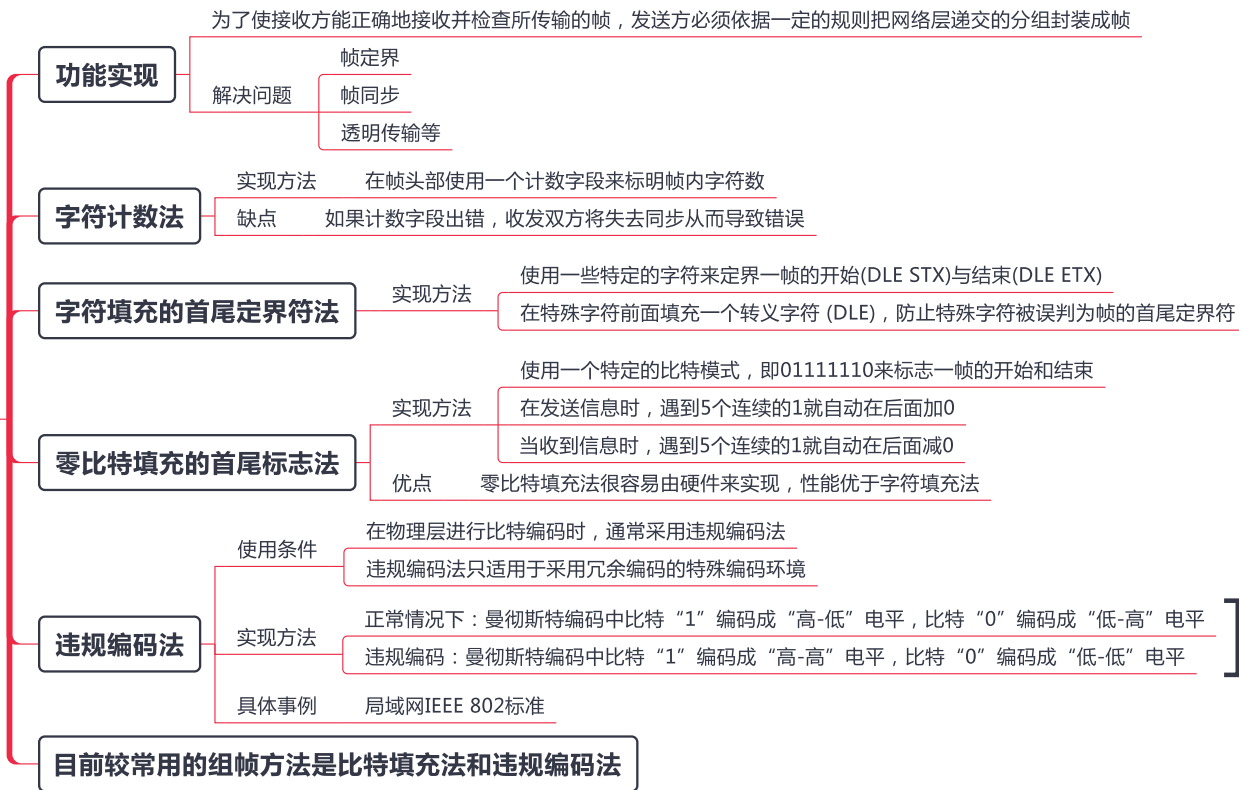 功能实现
为了使接收方能正确地接收并检查所传输的帧，发送方必须依据一定的规则把网络层递交的分组封装成帧
解决问题
帧定界
帧同步
透明传输等
字符计数法
实现方法
在帧头部使用一个计数字段来标明帧内字符数
缺点
如果计数字段出错，收发双方将失去同步从而导致错误
字符填充的首尾定界符法
实现方法
使用一些特定的字符来定界一帧的开始(DLE STX)与结束(DLE ETX)
在特殊字符前面填充一个转义字符 (DLE)，防止特殊字符被误判为帧的首尾定界符
零比特填充的首尾标志法
实现方法
使用一个特定的比特模式，即01111110来标志一帧的开始和结束
在发送信息时，遇到5个连续的1就自动在后面加0
当收到信息时，遇到5个连续的1就自动在后面减0
优点
零比特填充法很容易由硬件来实现，性能优于字符填充法
违规编码法
使用条件
在物理层进行比特编码时，通常采用违规编码法
违规编码法只适用于采用冗余编码的特殊编码环境
实现方法
正常情况下：曼彻斯特编码中比特“1”编码成“高-低”电平，比特“0”编码成“低-高”电平
违规编码：曼彻斯特编码中比特“1”编码成“高-高”电平，比特“0”编码成“低-低”电平
具体事例
局域网IEEE 802标准
目前较常用的组帧方法是比特填充法和违规编码法